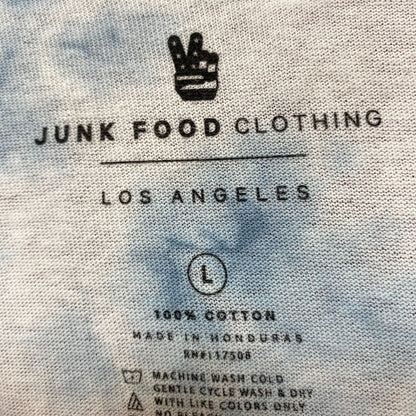 JUNK FOOD CLOTHING
LOS ANGELES
L
100% COTTON
MADE IN HONDURAS
RN#117508
MACHINE WASH COLD
GENTLE CYCLE WASH & DRY
WITH LIKE COLORS ONLY
NO